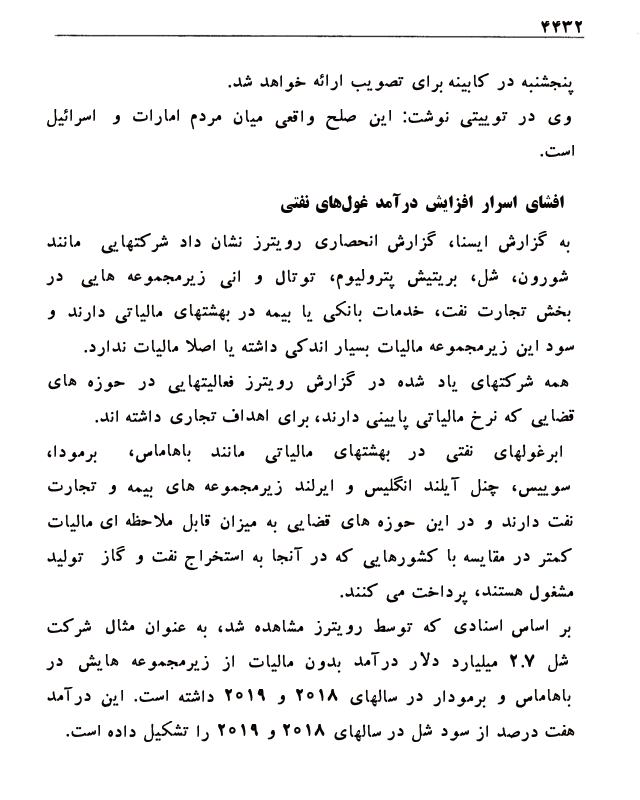 ۴۴۳۲
پنجشنبه در کابینه برای تصویب ارائه خواهد شد.
وی در توییتی نوشت: این صلح واقعی میان مردم امارات و اسرائیل
است.
افشای اسرار افزایش درآمد غول‌های نفتی
به گزارش ایسنا، گزارش انحصاری رویترز نشان داد شرکتهایی مانند
شورون، شل، بریتیش پترولیوم، توتال و انی زیرمجموعه هایی در
بخش تجارت نفت، خدمات بانکی یا بیمه در بهشتهای مالیاتی دارند و
سود این زیرمجموعه مالیات بسیار اندکی داشته یا اصلا مالیات ندارد.
همه شرکتهای یاد شده در گزارش رویترز فعالیتهایی در حوزه های
قضایی که نرخ مالیاتی پایینی دارند، برای اهداف تجاری داشته اند.
ابرغولهای نفتی در بهشتهای مالیاتی مانند باهاماس، برمودا،
سوییس، چنل آیلند انگلیس و ایرلند زیرمجموعه های بیمه و تجارت
نفت دارند و در این حوزه های قضایی به میزان قابل ملاحظه ای مالیات
کمتر در مقایسه با کشورهایی که در آنجا به استخراج نفت و گاز تولید
مشغول هستند، پرداخت می کنند.
بر اساس اسنادی که توسط رویترز مشاهده شد، به عنوان مثال شرکت
شل ۲.۷ میلیارد دلار درآمد بدون مالیات از زیرمجموعه هایش در
باهاماس و برمودار در سالهای ۲۰۱۸ و ۲۰۱۹ داشته است. این درآمد
هفت درصد از سود شل در سالهای ۲۰۱۸ و ۲۰۱۹ را تشکیل داده است.